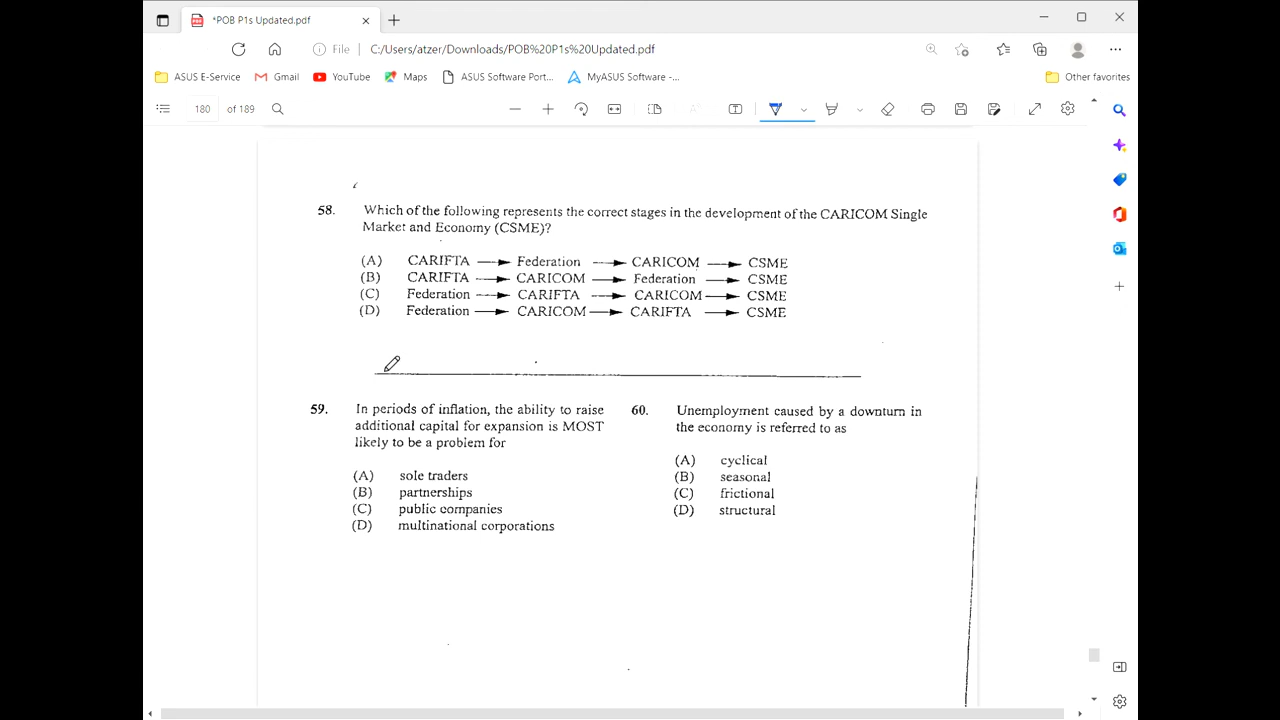 *POB P1s Updated.pdf
File C:/Users/atzer/Downloads/POB%20P1s%20Updated.pdf
ASUS E-Service Gmail YouTube Maps ASUS Software Port... MyASUS Software -... Other favorites
180 of 189
58. Which of the following represents the correct stages in the development of the CARICOM Single
Market and Economy (CSME)?
(A) CARIFTA → Federation → CARICOM → CSME
(B) CARIFTA → CARICOM → Federation → CSME
(C) Federation → CARIFTA → CARICOM → CSME
(D) Federation → CARICOM → CARIFTA → CSME
59. In periods of inflation, the ability to raise
additional capital for expansion is MOST
likely to be a problem for
(A) sole traders
(B) partnerships
(C) public companies
(D) multinational corporations
60. Unemployment caused by a downturn in
the economy is referred to as
(A) cyclical
(B) seasonal
(C) frictional
(D) structural